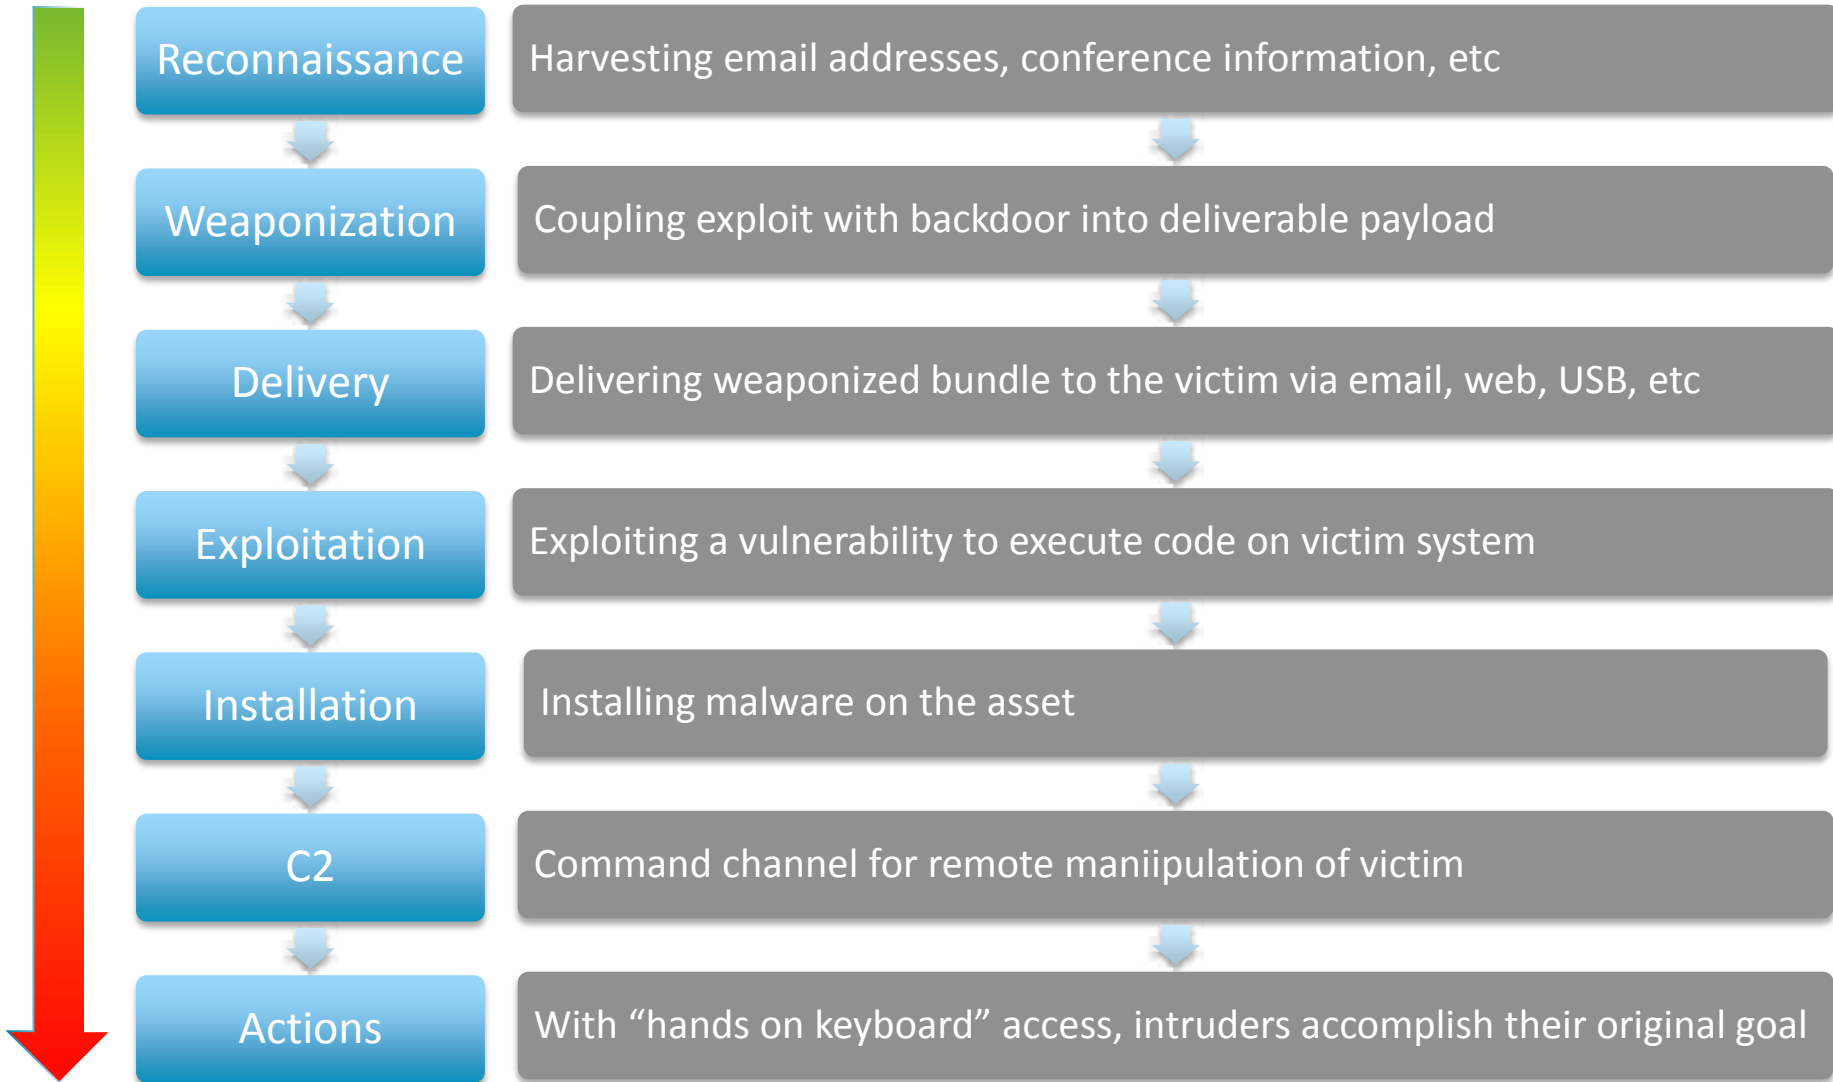 Reconnaissance
Harvesting email addresses, conference information, etc
Weaponization
Coupling exploit with backdoor into deliverable payload
Delivery
Delivering weaponized bundle to the victim via email, web, USB, etc
Exploitation
Exploiting a vulnerability to execute code on victim system
Installation
Installing malware on the asset
C2
Command channel for remote maniipulation of victim
Actions
With “hands on keyboard” access, intruders accomplish their original goal